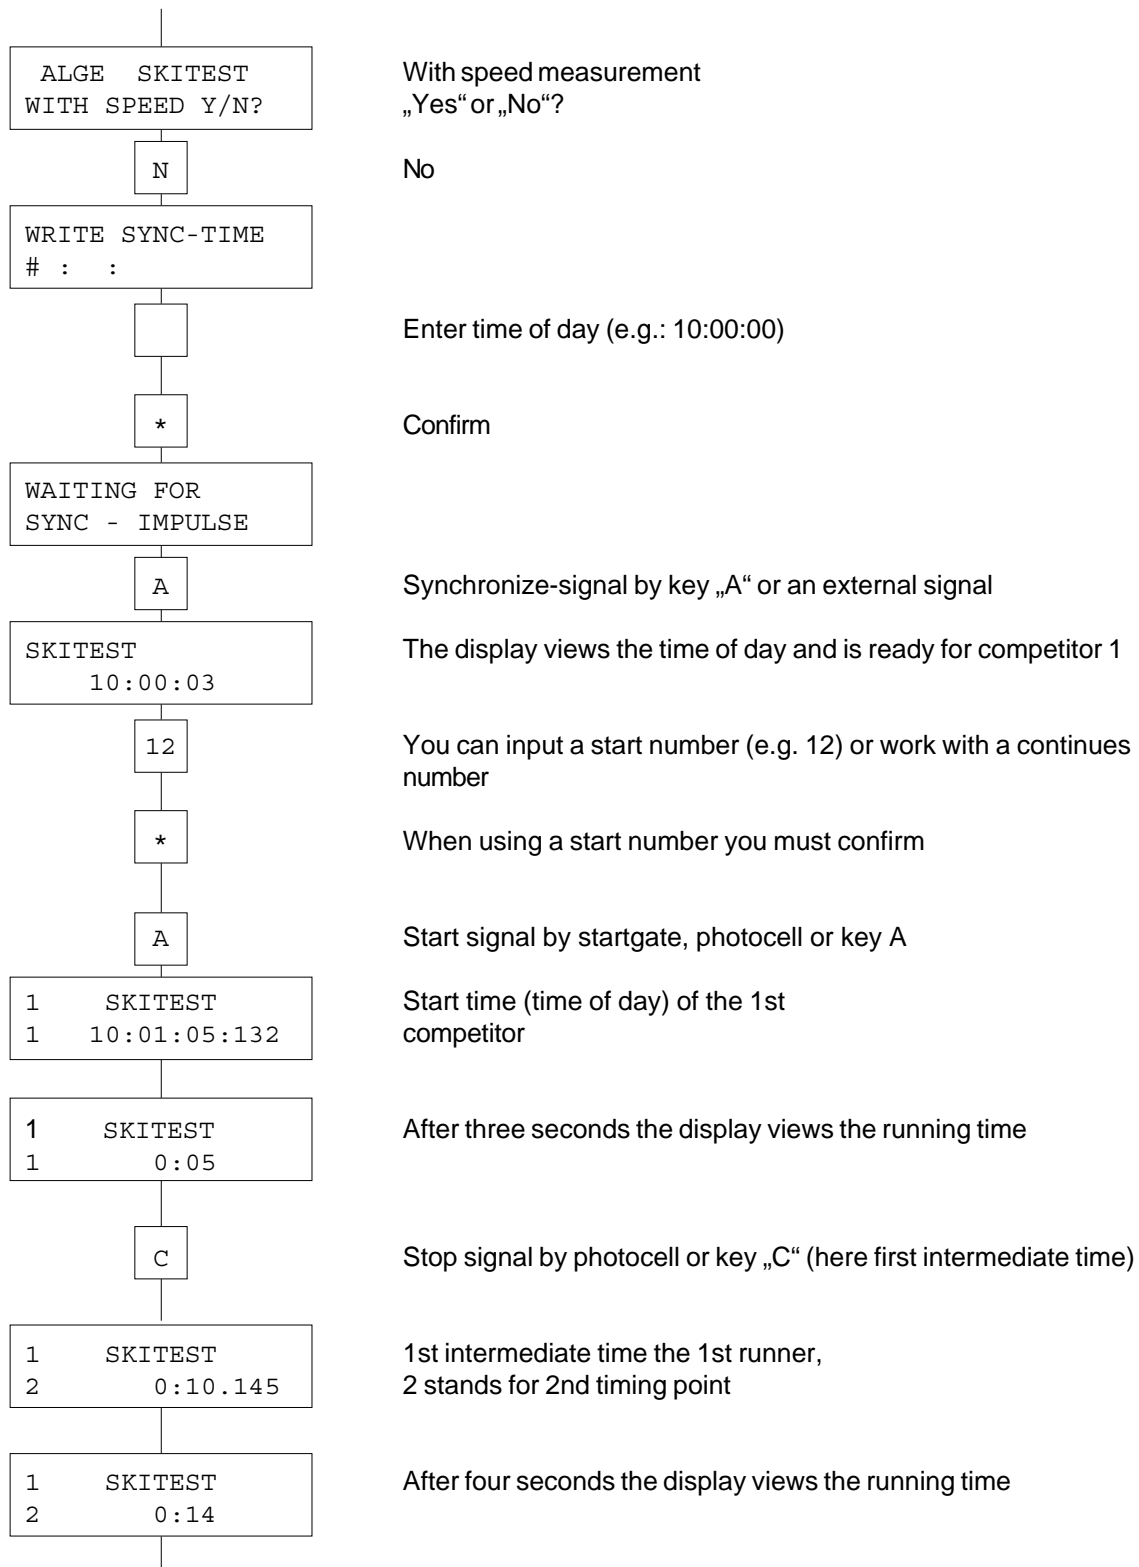 ALGE SKITEST
WITH SPEED Y/N?
With speed measurement
„Yes“ or „No“?
N
No
WRITE SYNC-TIME
# : :
Enter time of day (e.g.: 10:00:00)
*
Confirm
WAITING FOR
SYNC - IMPULSE
A
Synchronize-signal by key „A“ or an external signal
SKITEST
10:00:03
The display views the time of day and is ready for competitor 1
12
You can input a start number (e.g. 12) or work with a continues
number
*
When using a start number you must confirm
A
Start signal by startgate, photocell or key A
1 SKITEST
1 10:01:05:132
Start time (time of day) of the 1st
competitor
1 SKITEST
1 0:05
After three seconds the display views the running time
C
Stop signal by photocell or key „C“ (here first intermediate time)
1 SKITEST
2 0:10.145
1st intermediate time the 1st runner,
2 stands for 2nd timing point
1 SKITEST
2 0:14
After four seconds the display views the running time